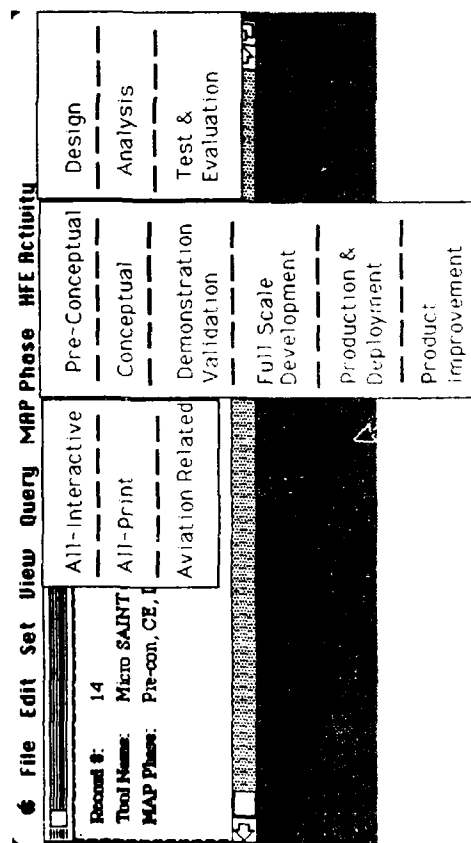 File Edit Set View Query MAP Phase HFE Activity
All-Interactive
All-Print
Aviation Related
Pre-Conceptual
Conceptual
Demonstration
Validation
Full Scale
Development
Production &
Deployment
Product
Improvement
Design
Analysis
Test &
Evaluation
Record #: 14
Tool Name: Micro SAINT
MAP Phase: Pre-con, CE,